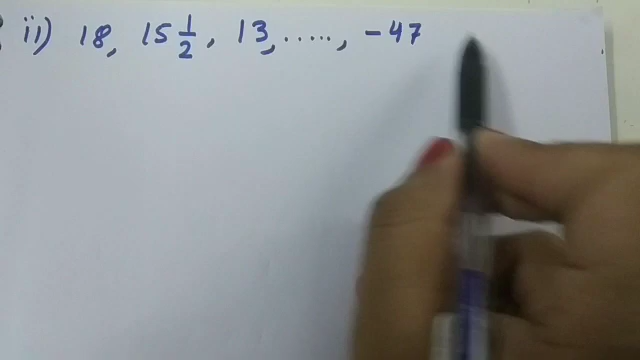 ii) 18, 15 1/2, 13, ....., -47